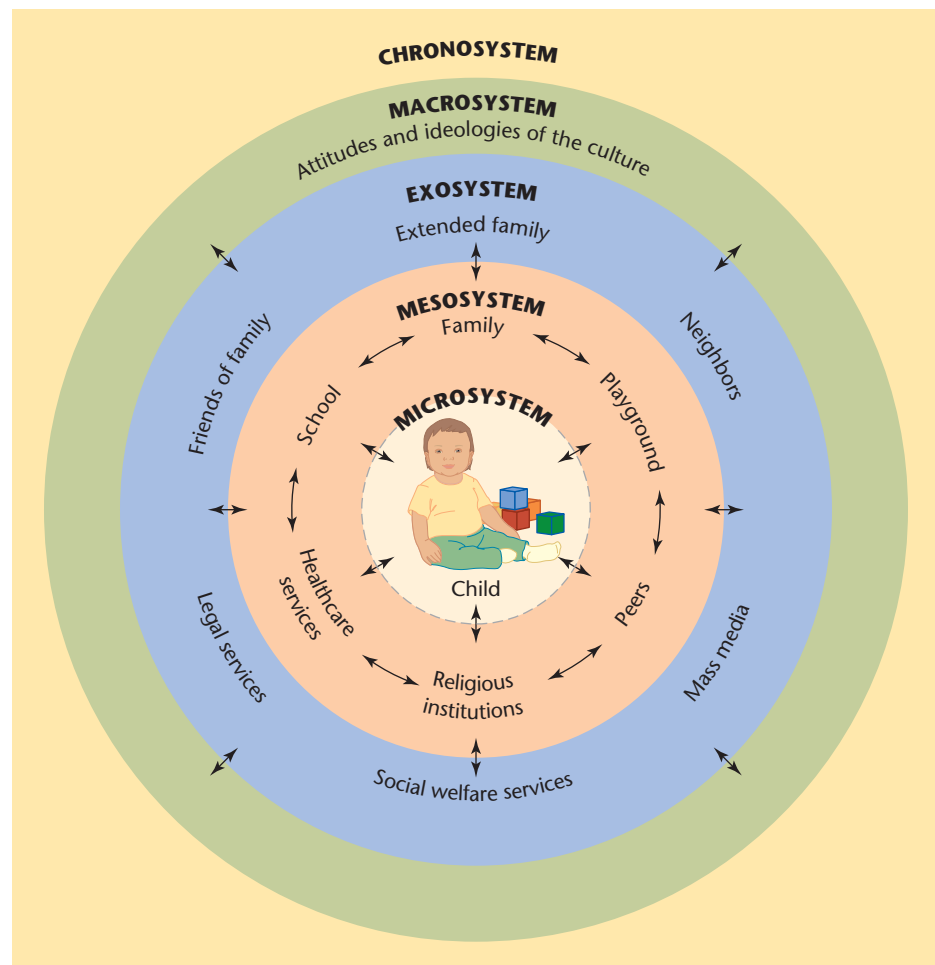 CHRONOSYSTEM
MACROSYSTEM
Attitudes and ideologies of the culture
EXOSYSTEM
Extended family
MESOSYSTEM
Family
Friends of family
Neighbors
School
Playground
MICROSYSTEM
Child
Healthcare
services
Peers
Legal services
Mass media
Religious
institutions
Social welfare services